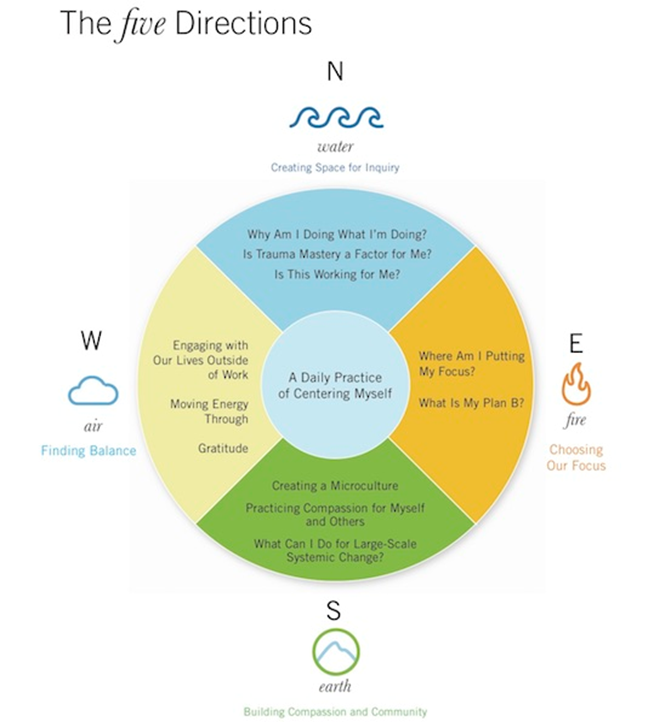 The five Directions
N
water
Creating Space for Inquiry
Why Am I Doing What I'm Doing?
Is Trauma Mastery a Factor for Me?
Is This Working for Me?
W
air
Finding Balance
Engaging with
Our Lives Outside
of Work
Moving Energy
Through
Gratitude
A Daily Practice
of Centering Myself
Where Am I Putting
My Focus?
What Is My Plan B?
E
fire
Choosing
Our Focus
Creating a Microculture
Practicing Compassion for Myself
and Others
What Can I Do for Large-Scale
Systemic Change?
S
earth
Building Compassion and Community